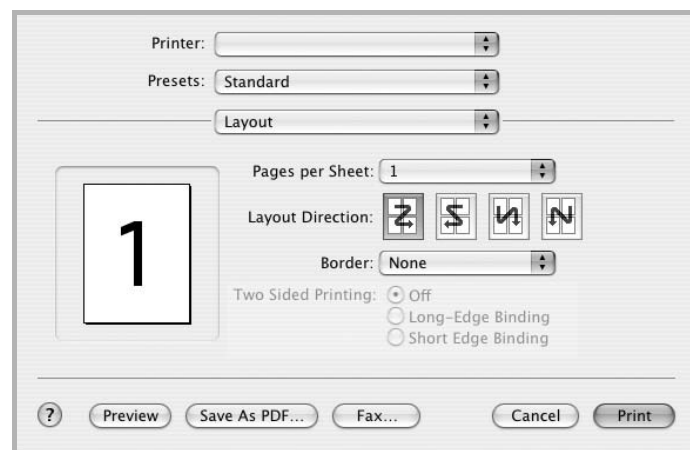 Printer:
Presets: Standard
Layout
Pages per Sheet: 1
Layout Direction:
1
Border: None
Two Sided Printing: Off
Long-Edge Binding
Short Edge Binding
? Preview Save As PDF... Fax... Cancel Print